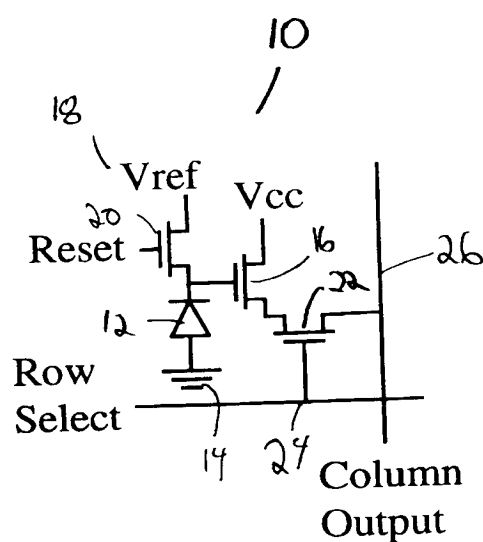 10
18
Vref
Vcc
20
Reset
16
26
22
12
Row
Select
14
24
Column
Output